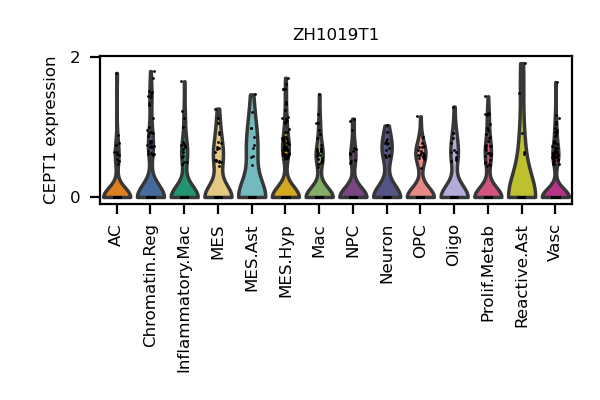 ZH1019T1
CEPT1 expression
2
0
AC
Chromatin.Reg
Inflammatory.Mac
MES
MES.Ast
MES.Hyp
Mac
NPC
Neuron
OPC
Oligo
Prolif.Metab
Reactive.Ast
Vasc